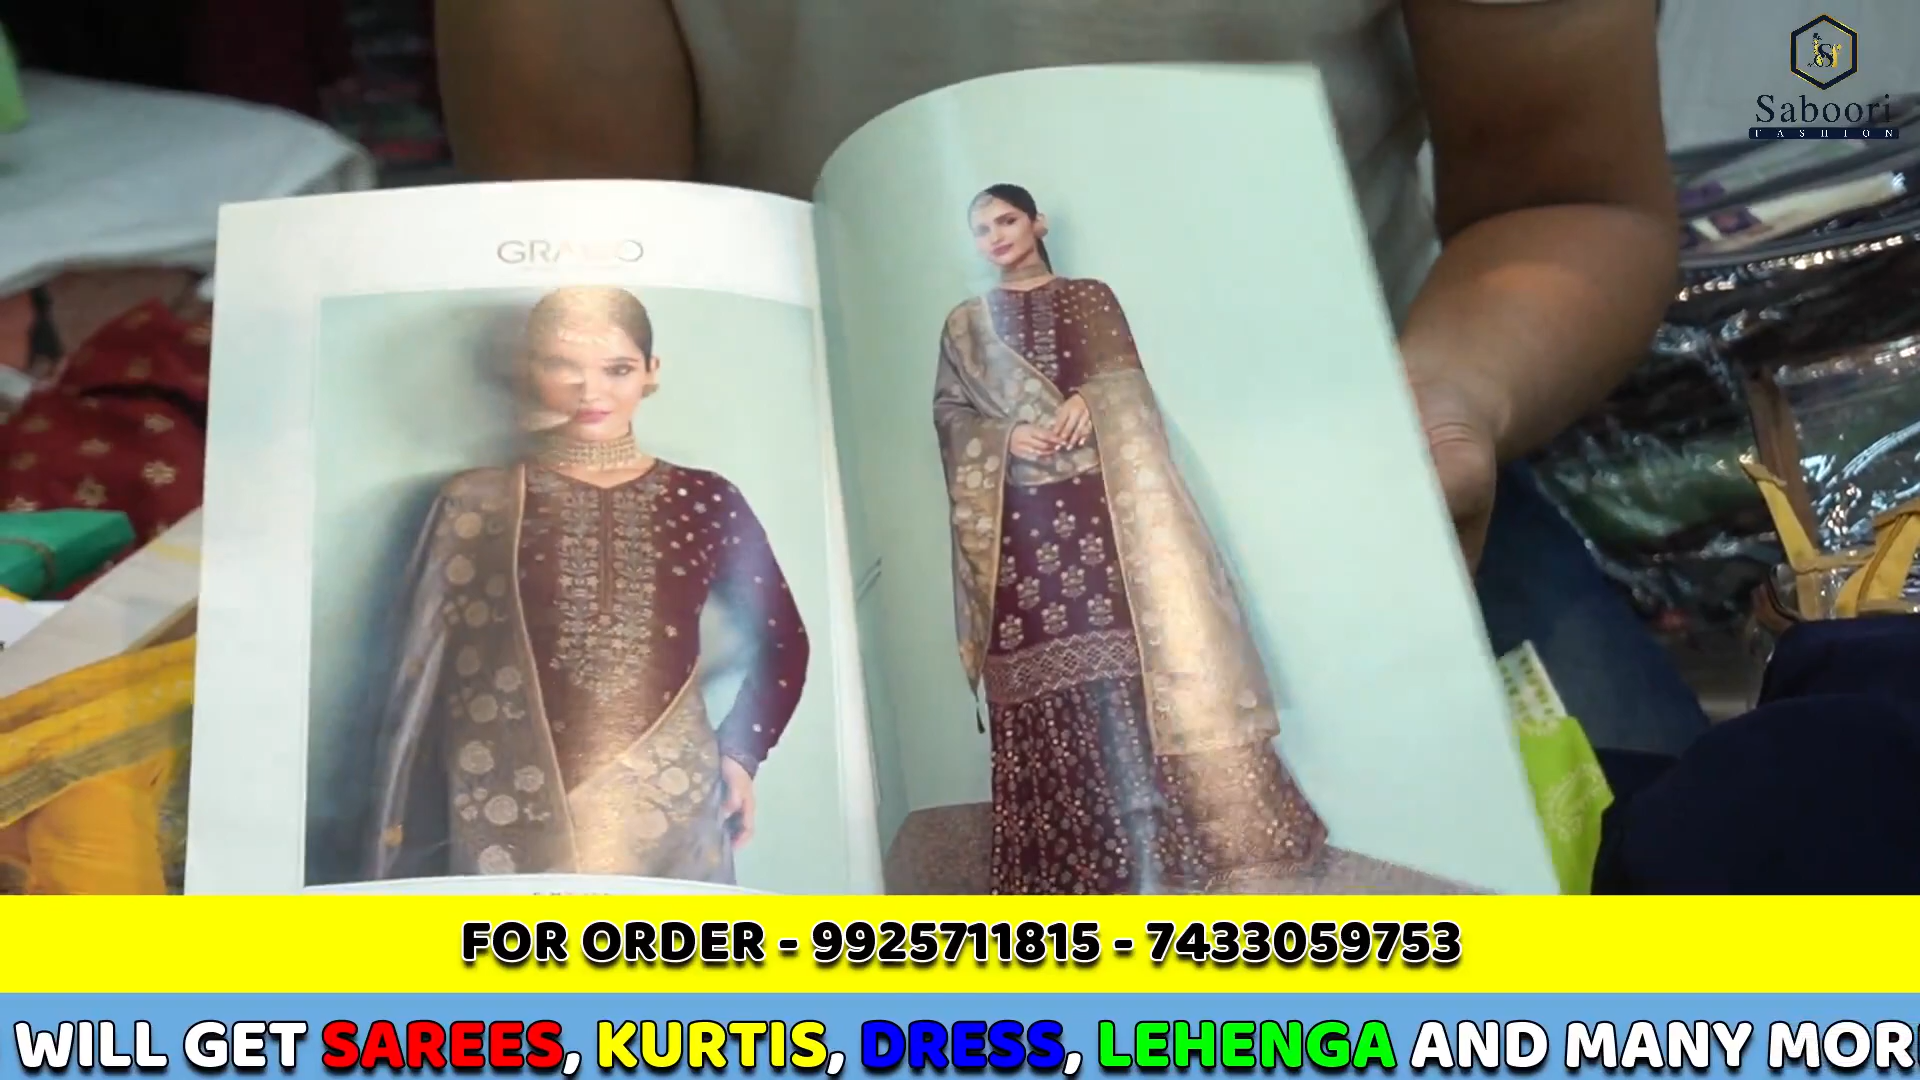 Saboori
FASHION
FOR ORDER - 9925711815 - 7433059753
WILL GET SAREES, KURTIS, DRESS, LEHENGA AND MANY MOR